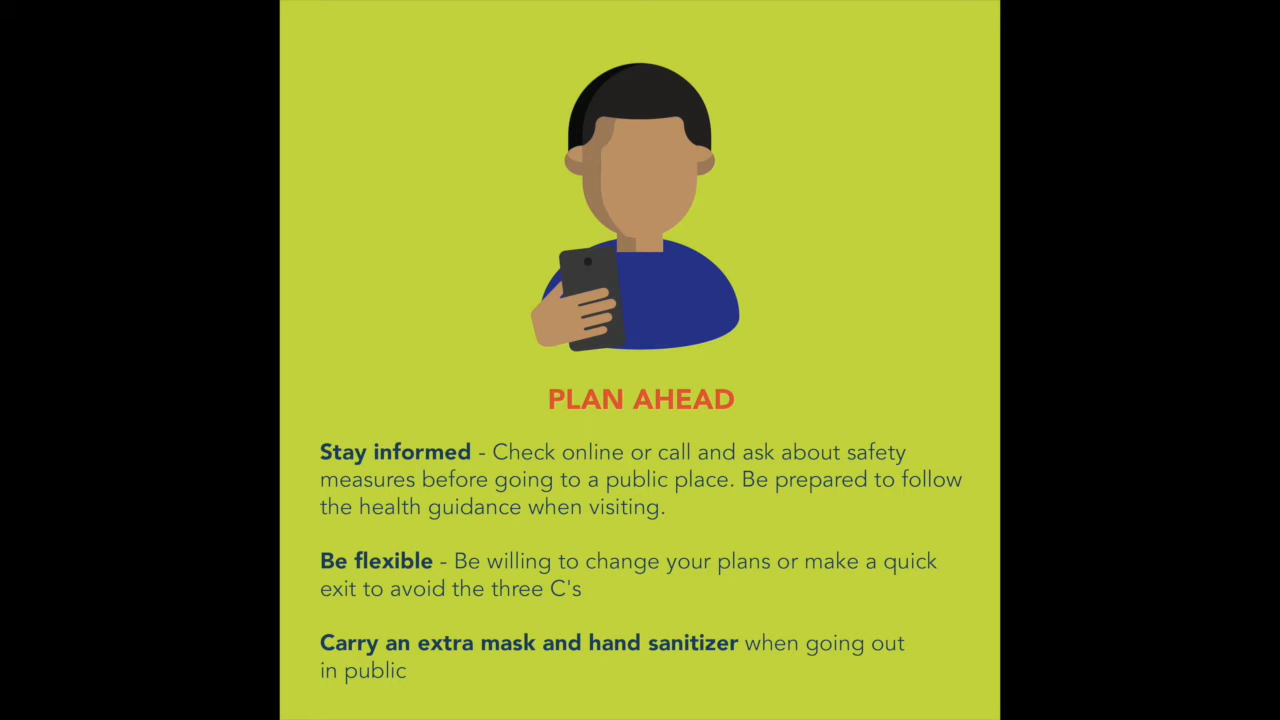 PLAN AHEAD
Stay informed - Check online or call and ask about safety
measures before going to a public place. Be prepared to follow
the health guidance when visiting.
Be flexible - Be willing to change your plans or make a quick
exit to avoid the three C's
Carry an extra mask and hand sanitizer when going out
in public